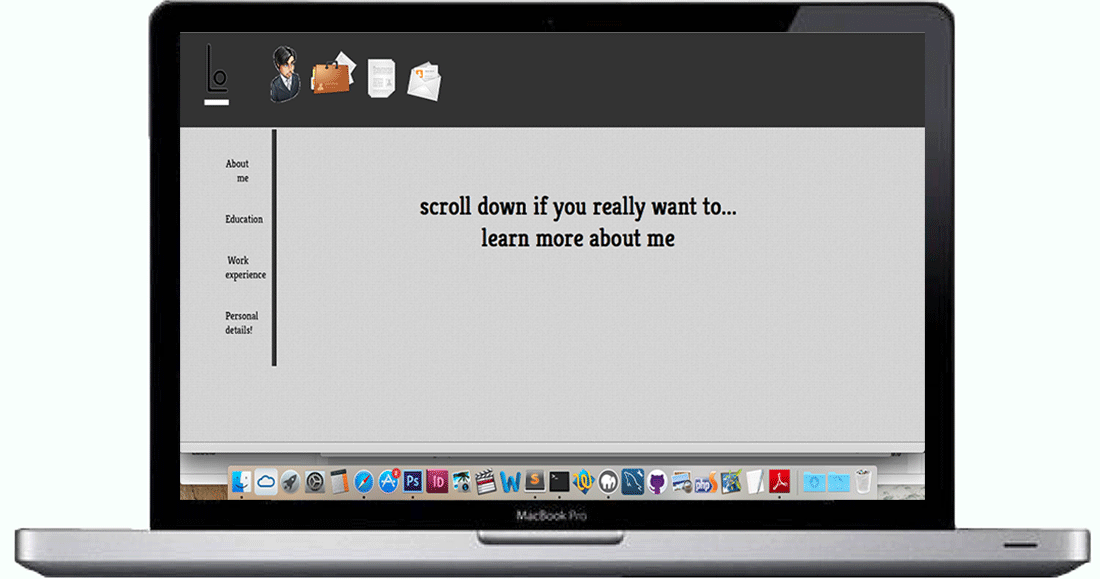 Lo
About
me
Education
Work
experience
Personal
details!
scroll down if you really want to...
learn more about me
Ps
php
MacBook Pro